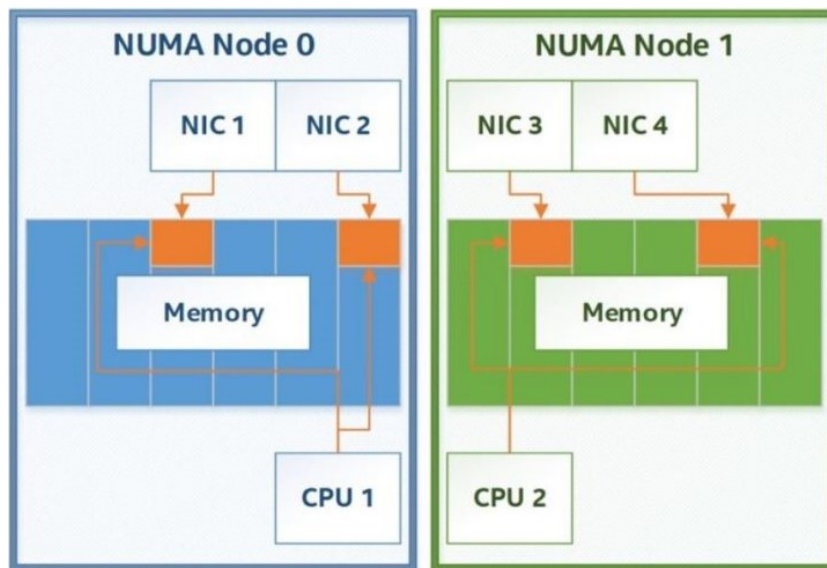 NUMA Node 0
NIC 1
NIC 2
Memory
CPU 1
NUMA Node 1
NIC 3
NIC 4
Memory
CPU 2